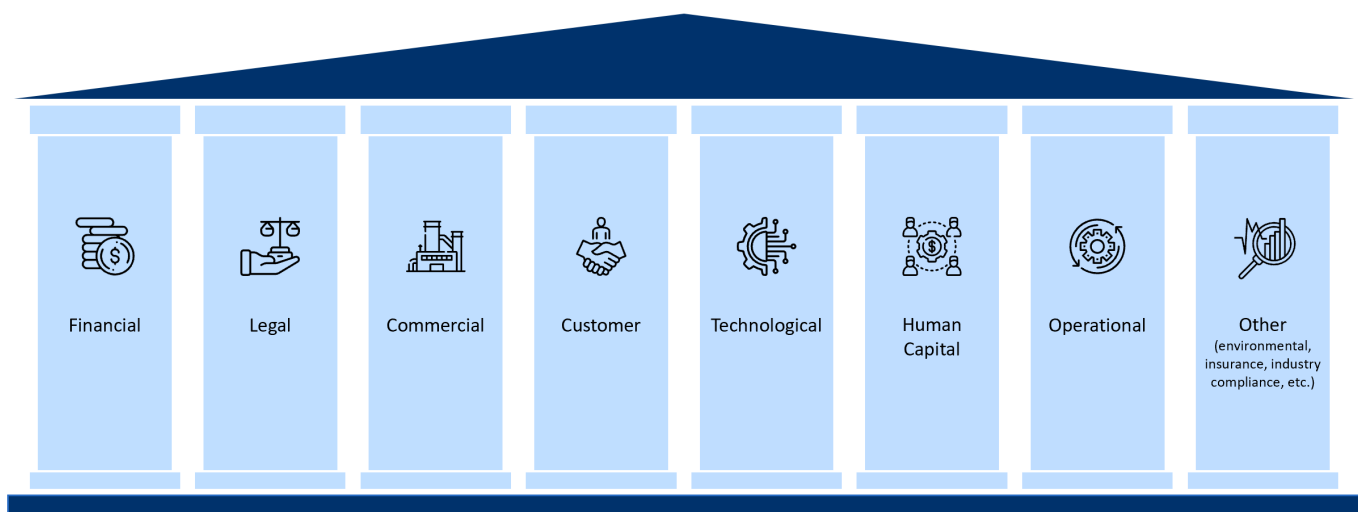 Financial
Legal
Commercial
Customer
Technological
Human
Capital
Operational
Other
(environmental,
insurance, industry
compliance, etc.)
$
$